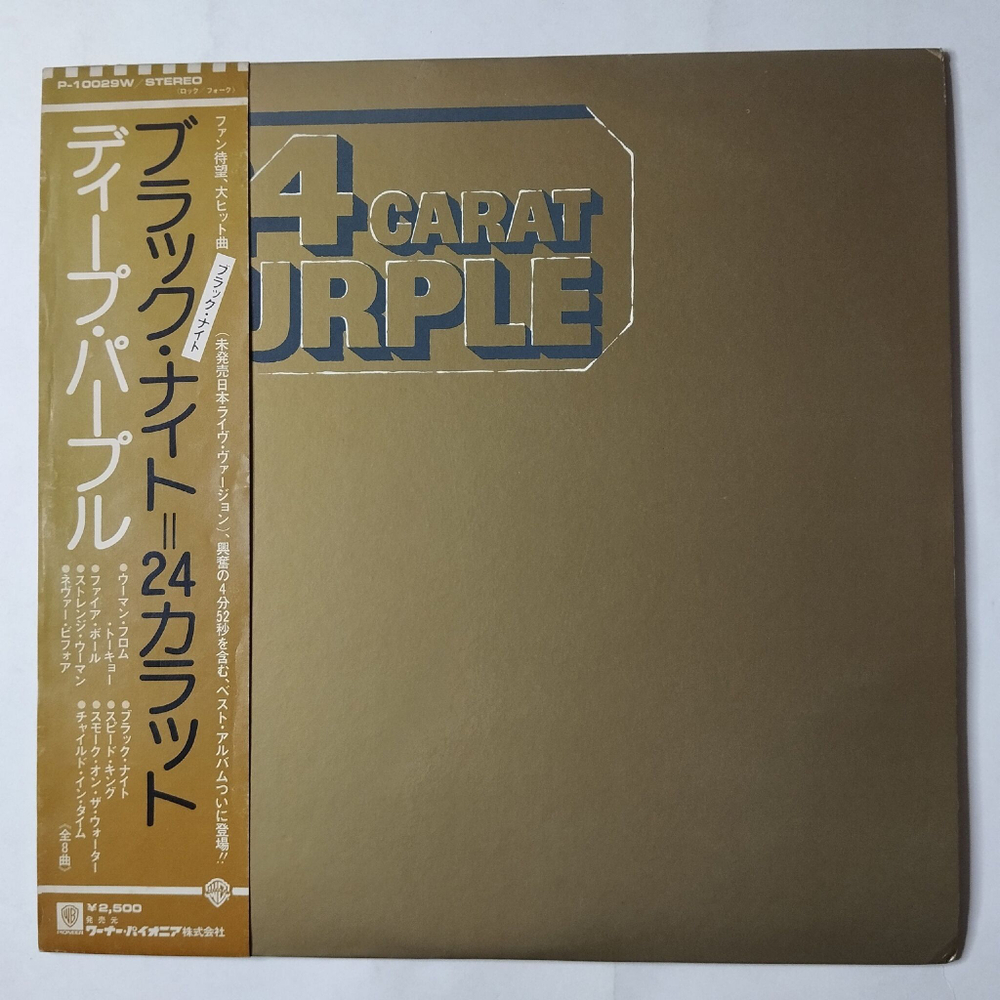 P-10029W/STEREO
(ロック/フォーク)
ファン待望、大ヒット曲
ブラック・ナイト
(未発売日本ライヴ・ヴァージョン)、興奮の4分52秒を含む、ベスト・アルバムついに登場!!
ブラック・ナイト=24カラット
ディープ・パープル
●ウーマン・フロム
・トーキョー
●ファイア・ボール
●ストレンジ・ウーマン
●ネヴァー・ビフォア
●ブラック・ナイト
●スピード・キング
●スモーク・オン・ザ・ウォーター
●チャイルド・イン・タイム
〈全8曲〉
¥2,500
発売元
PIONEER
ワーナー・パイオニア株式会社
4 CARAT
URPLE